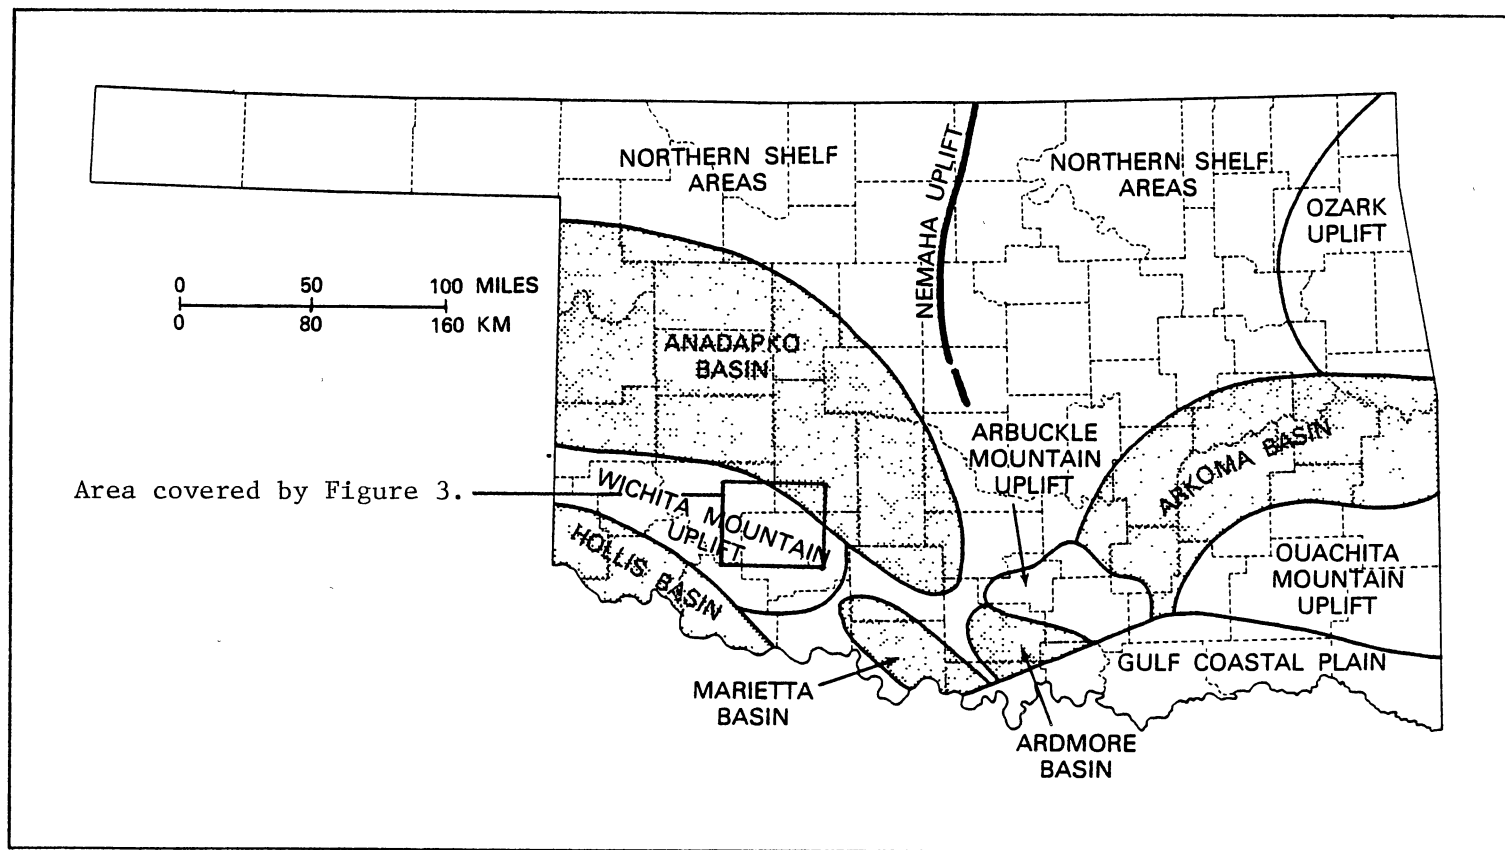 NORTHERN SHELF
AREAS
NEMAHA UPLIFT
NORTHERN SHELF
AREAS
OZARK
UPLIFT
0 50 100 MILES
0 80 160 KM
ANADAPKO
BASIN
ARBUCKLE
MOUNTAIN
UPLIFT
ARKOMA BASIN
Area covered by Figure 3.
WICHITA MOUNTAIN
UPLIFT
HOLLIS BASIN
OUACHITA
MOUNTAIN
UPLIFT
GULF COASTAL PLAIN
MARIETTA
BASIN
ARDMORE
BASIN